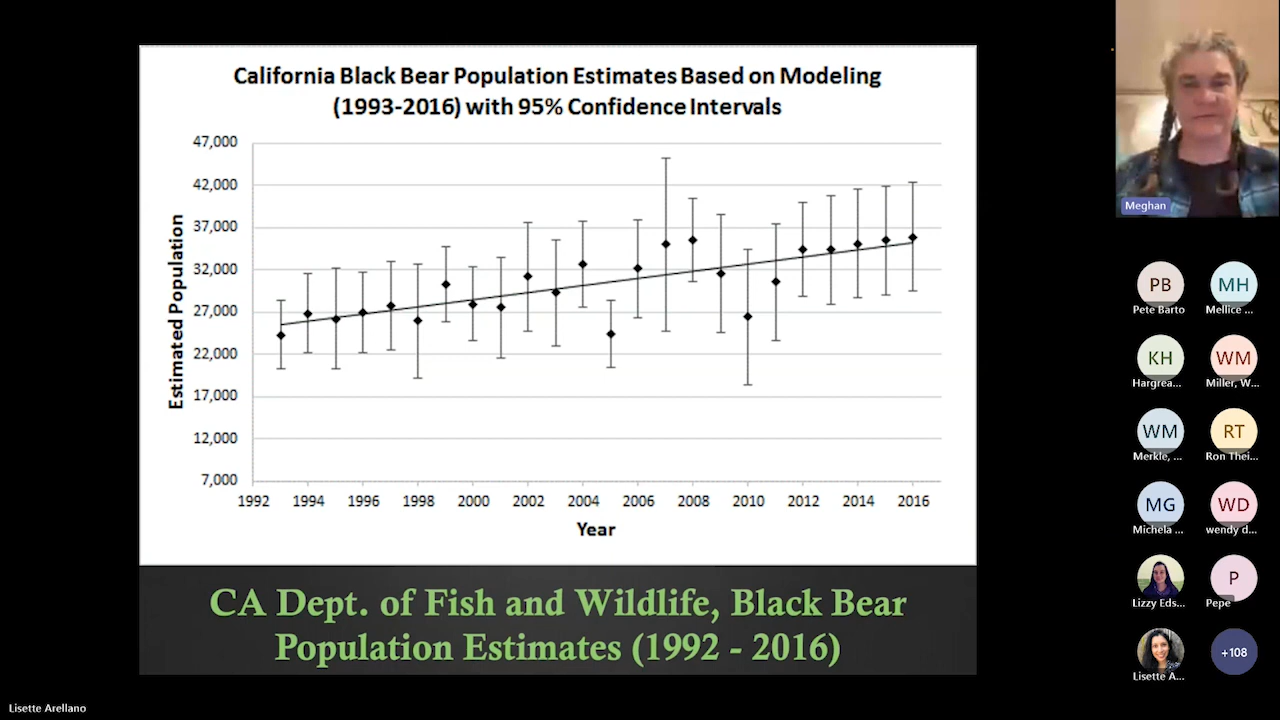 California Black Bear Population Estimates Based on Modeling
(1993-2016) with 95% Confidence Intervals
Estimated Population
47,000
42,000
37,000
32,000
27,000
22,000
17,000
12,000
7,000
1992 1994 1996 1998 2000 2002 2004 2006 2008 2010 2012 2014 2016
Year
CA Dept. of Fish and Wildlife, Black Bear
Population Estimates (1992 - 2016)
Meghan
PB MH
Pete Barto Mellice ...
KH WM
Hargrea... Miller, W...
WM RT
Merkle, ... Ron Thei...
MG WD
Michela ... wendy d...
P
Lizzy Eds... Pepe
+108
Lisette A...
Lisette Arellano